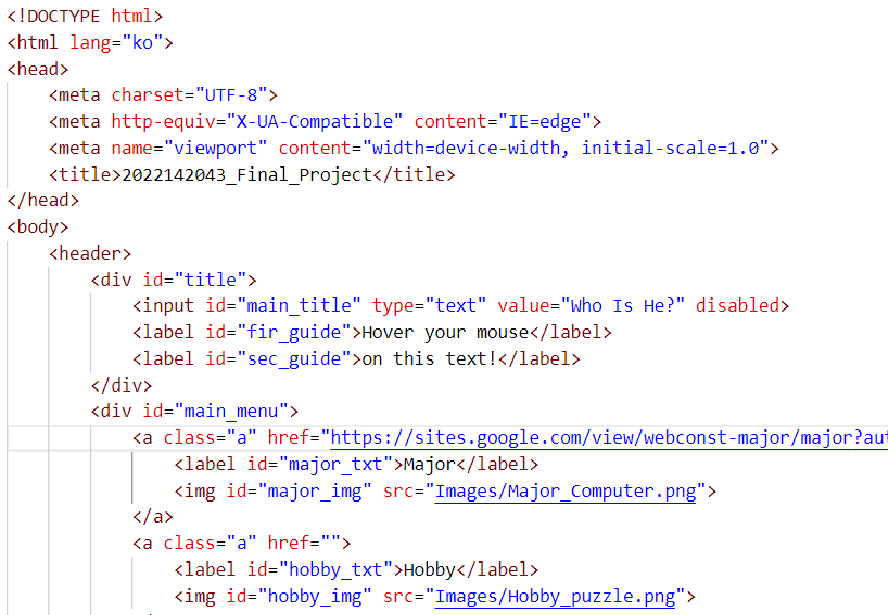 <!DOCTYPE html>
<html lang="ko">
<head>
<meta charset="UTF-8">
<meta http-equiv="X-UA-Compatible" content="IE=edge">
<meta name="viewport" content="width=device-width, initial-scale=1.0">
<title>2022142043_Final_Project</title>
</head>
<body>
<header>
<div id="title">
<input id="main_title" type="text" value="Who Is He?" disabled>
<label id="fir_guide">Hover your mouse</label>
<label id="sec_guide">on this text!</label>
</div>
<div id="main_menu">
<a class="a" href="https://sites.google.com/view/webconst-major/major?au
<label id="major_txt">Major</label>
<img id="major_img" src="Images/Major_Computer.png">
</a>
<a class="a" href="">
<label id="hobby_txt">Hobby</label>
<img id="hobby_img" src="Images/Hobby_puzzle.png">